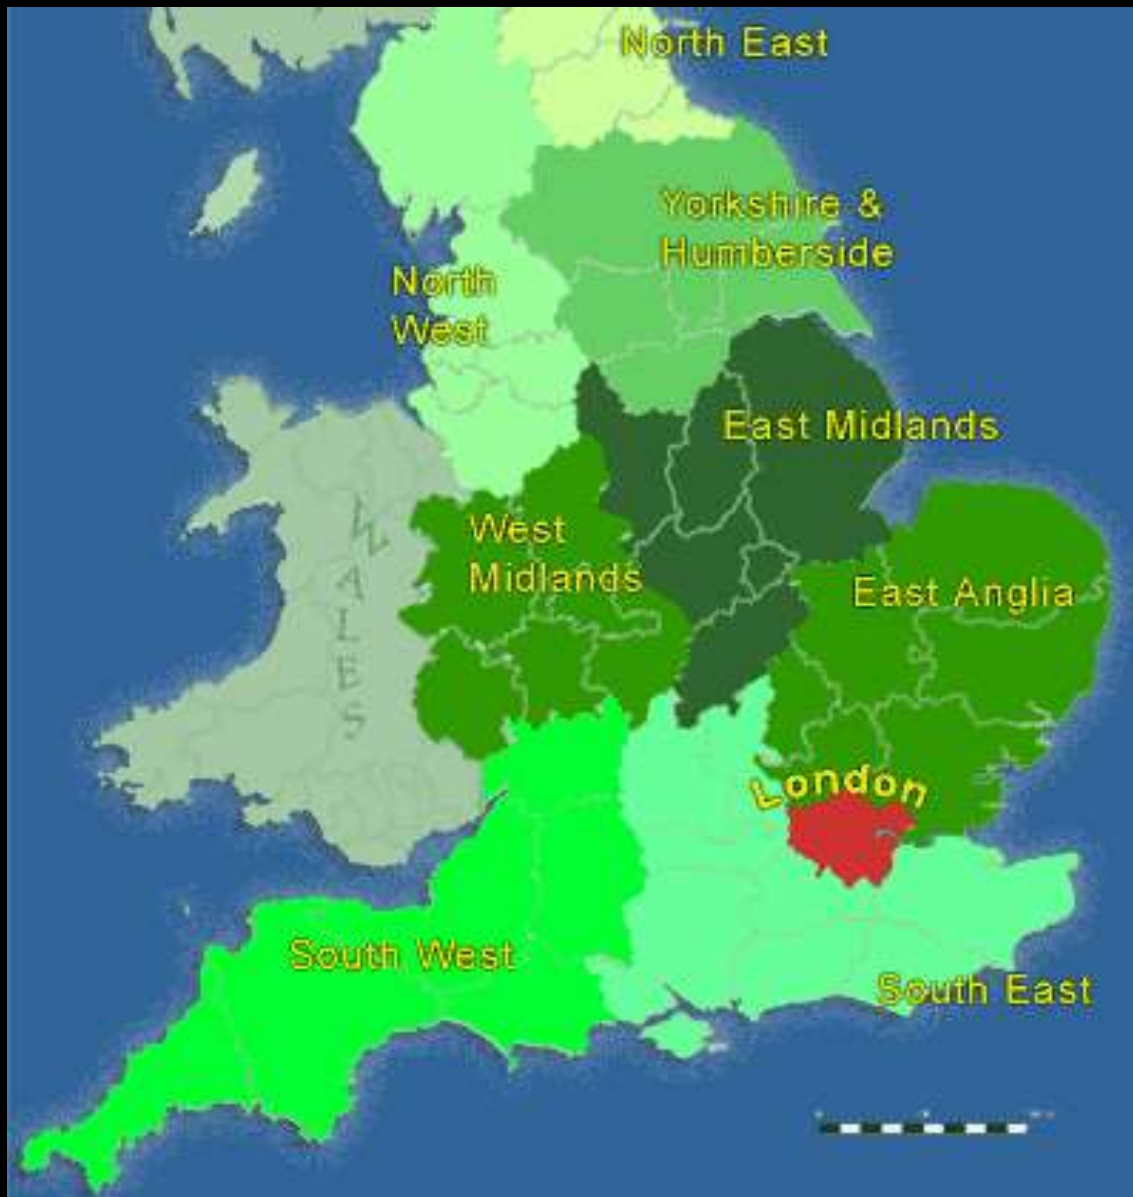 North East
Yorkshire &
Humberside
North
West
East Midlands
West
Midlands
WALES
East Anglia
London
South West
South East